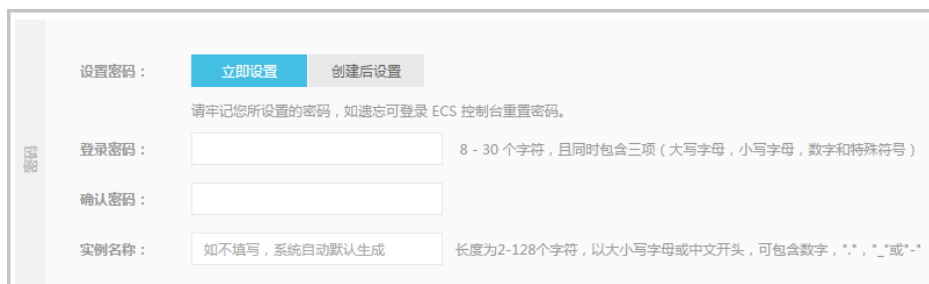 设置密码： 立即设置 创建后设置
请牢记您所设置的密码，如遗忘可登录 ECS 控制台重置密码。
密码
登录密码： 8 - 30 个字符，且同时包含三项（大写字母，小写字母，数字和特殊符号）
确认密码：
实例名称： 如不填写，系统自动默认生成 长度为2-128个字符，以大小写字母或中文开头，可包含数字，"."，"_"或"-"